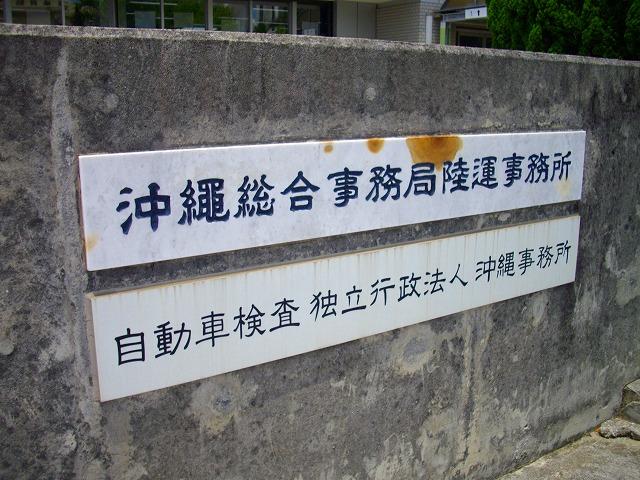 沖繩総合事務局陸運事務所
自動車検査 独立行政法人 沖縄事務所